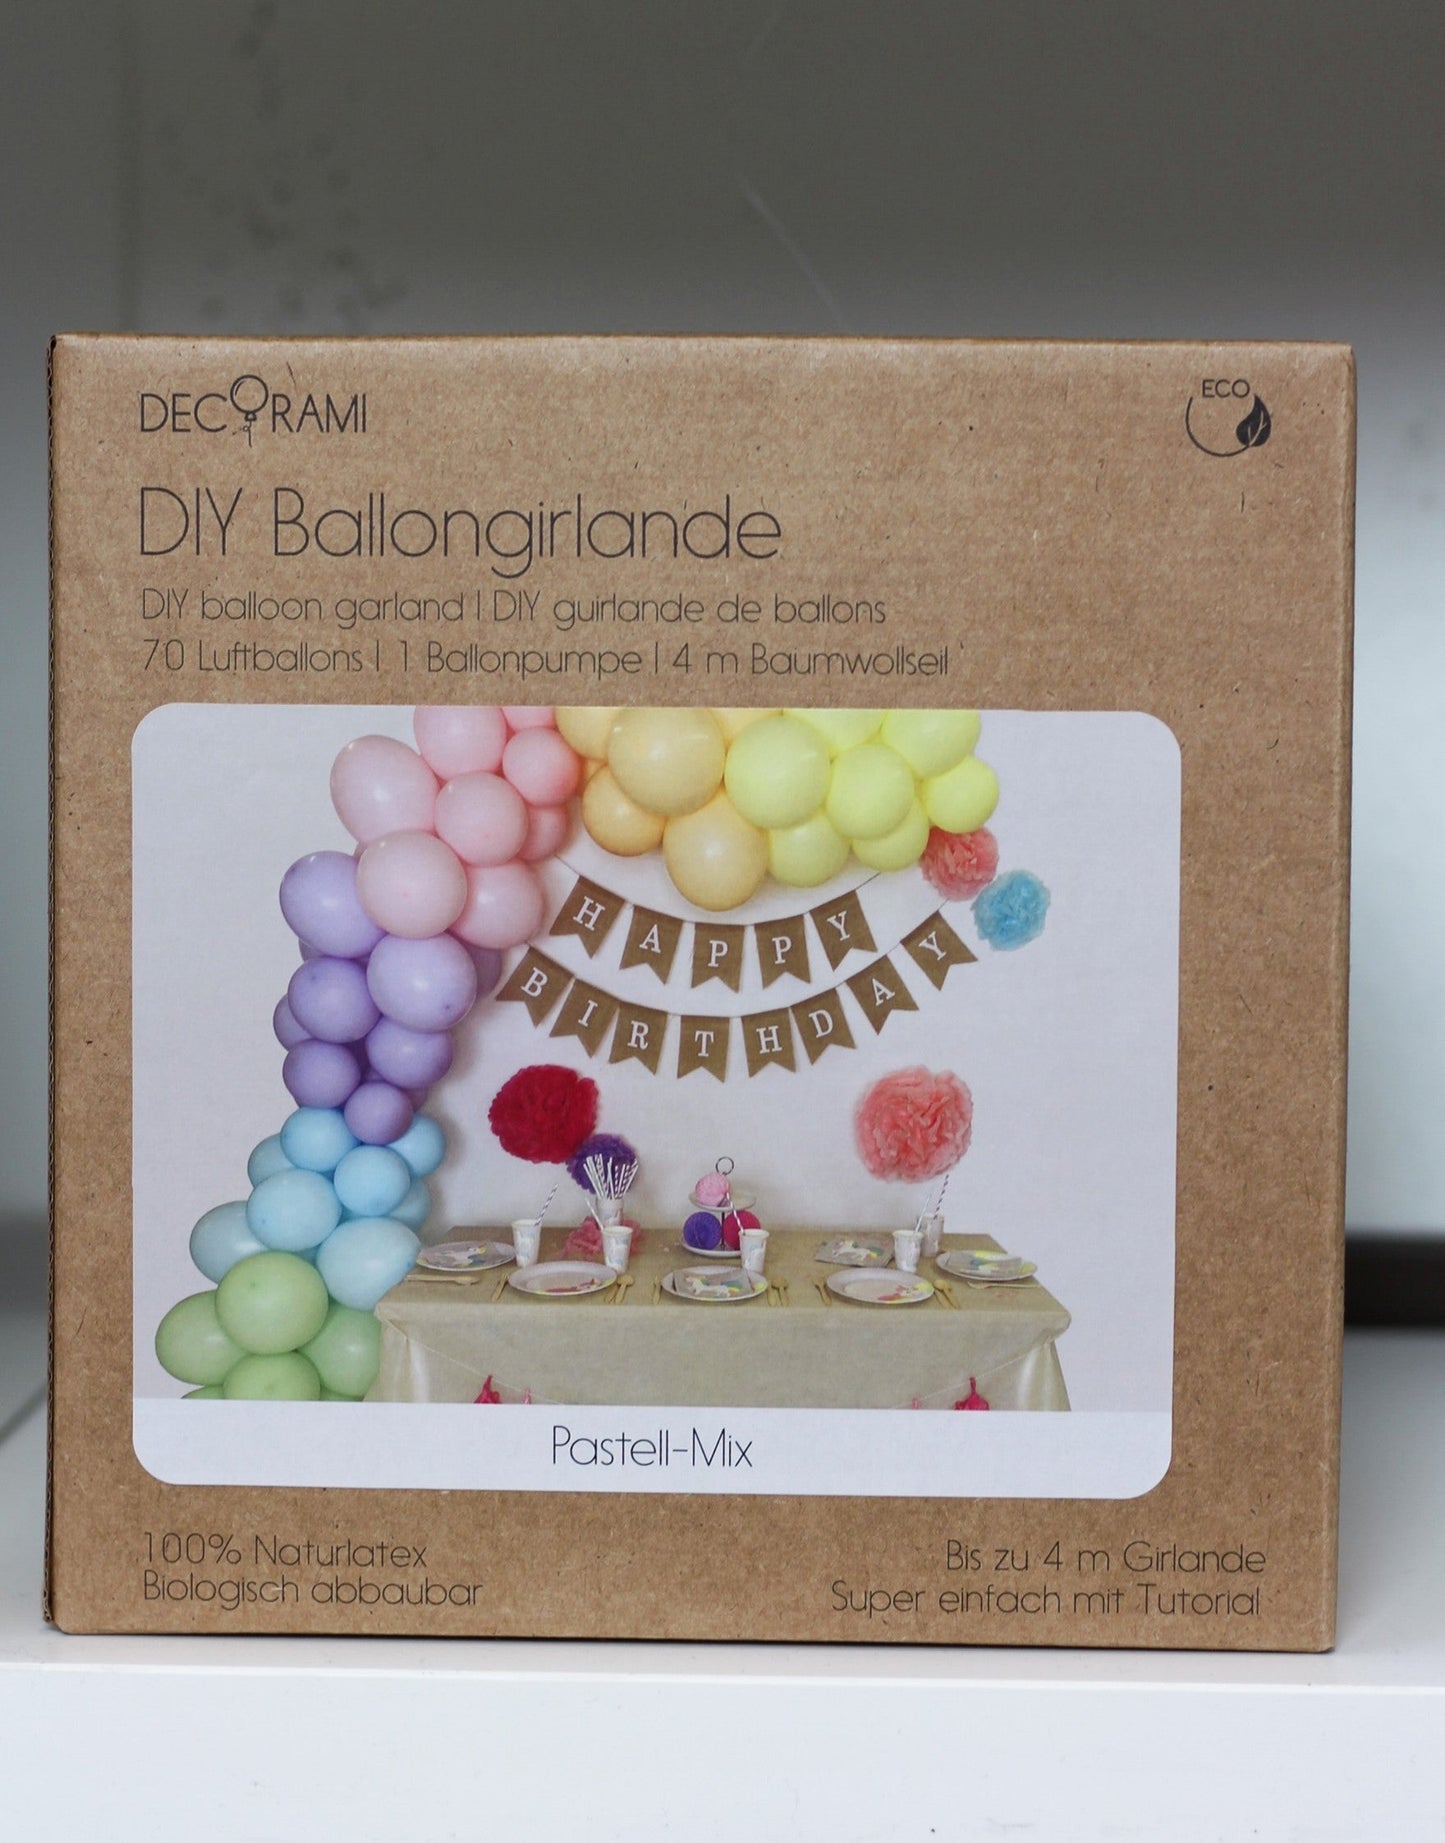 DECORAMI
ECO
DIY Ballongirlande
DIY balloon garland | DIY guirlande de ballons
70 Luftballons | 1 Ballonpumpe | 4 m Baumwollseil
HAPPY
BIRTHDAY
Pastell-Mix
100% Naturlatex
Biologisch abbaubar
Bis zu 4 m Girlande
Super einfach mit Tutorial